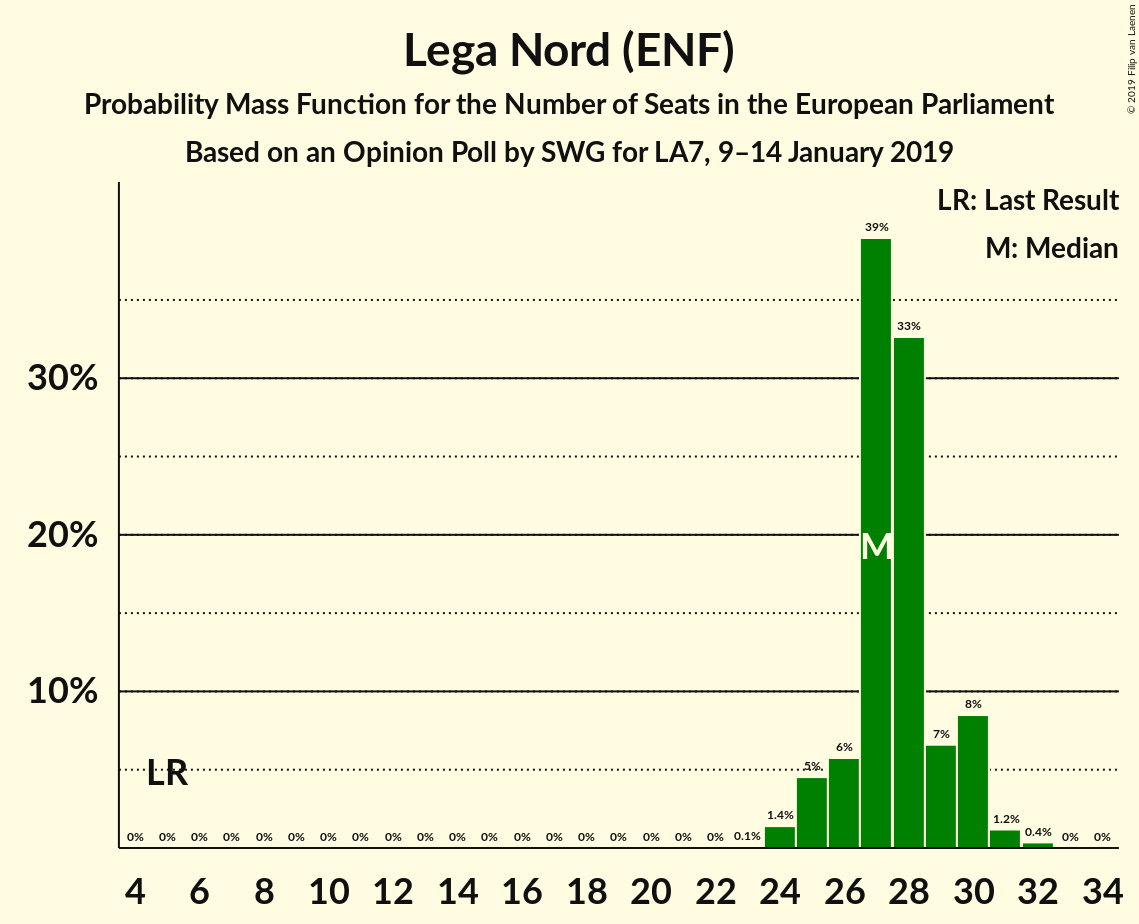 Lega Nord (ENF)
Probability Mass Function for the Number of Seats in the European Parliament
Based on an Opinion Poll by SWG for LA7, 9–14 January 2019
© 2019 Filip van Laenen
LR: Last Result
M: Median
39%
33%
30%
20%
M
10%
8%
7%
6%
5%
LR
0% 0% 0% 0% 0% 0% 0% 0% 0% 0% 0% 0% 0% 0% 0% 0% 0% 0% 0% 0.1% 1.4% 1.2% 0.4% 0% 0%
4 6 8 10 12 14 16 18 20 22 24 26 28 30 32 34